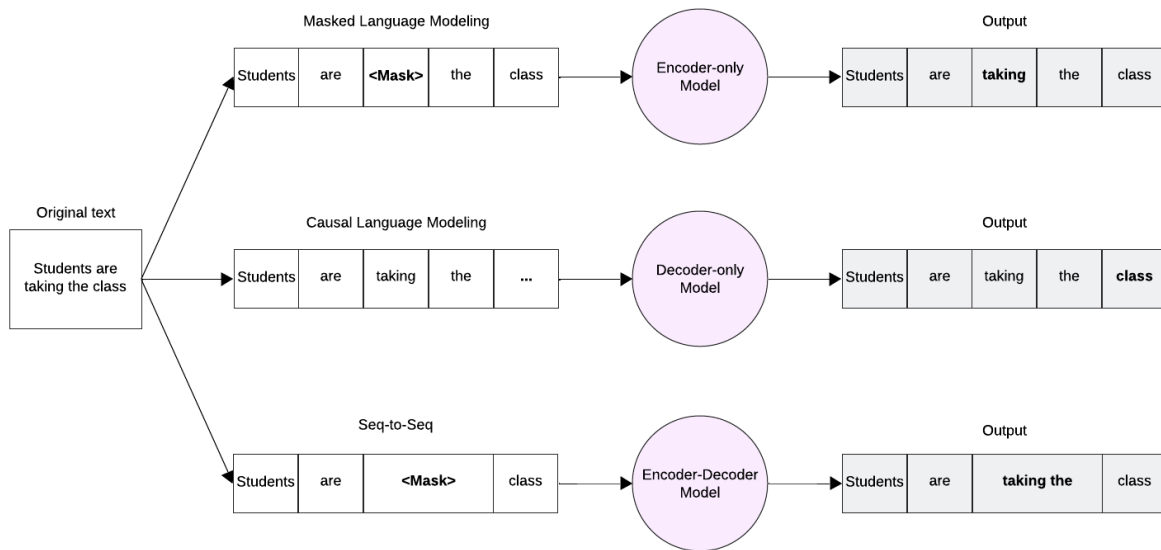 Masked Language Modeling
Output
Students are <Mask> the class
Encoder-only
Model
Students are taking the class
Original text
Students are
taking the class
Causal Language Modeling
Output
Students are taking the ...
Decoder-only
Model
Students are taking the class
Seq-to-Seq
Output
Students are <Mask> class
Encoder-Decoder
Model
Students are taking the class